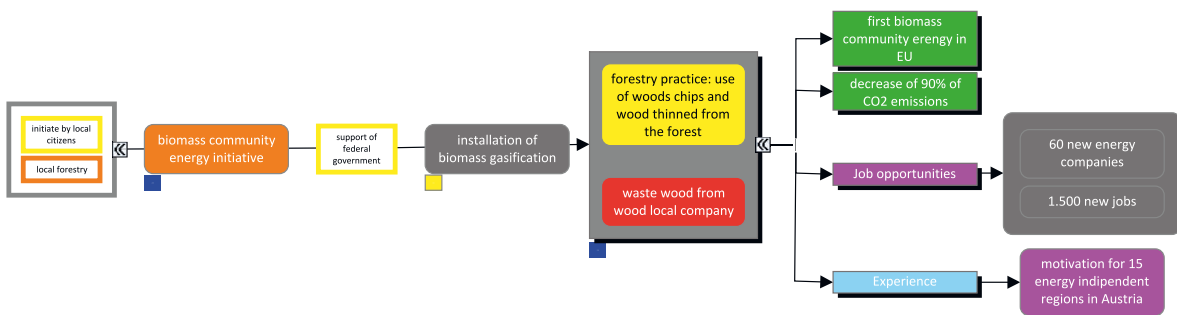 initiate by local
citizens
local forestry
biomass community
energy initiative
support of
federal
government
installation of
biomass gasification
forestry practice: use
of woods chips and
wood thinned from
the forest
waste wood from
wood local company
first biomass
community erengy in
EU
decrease of 90% of
CO2 emissions
Job opportunities
60 new energy
companies
1.500 new jobs
Experience
motivation for 15
energy indipendent
regions in Austria